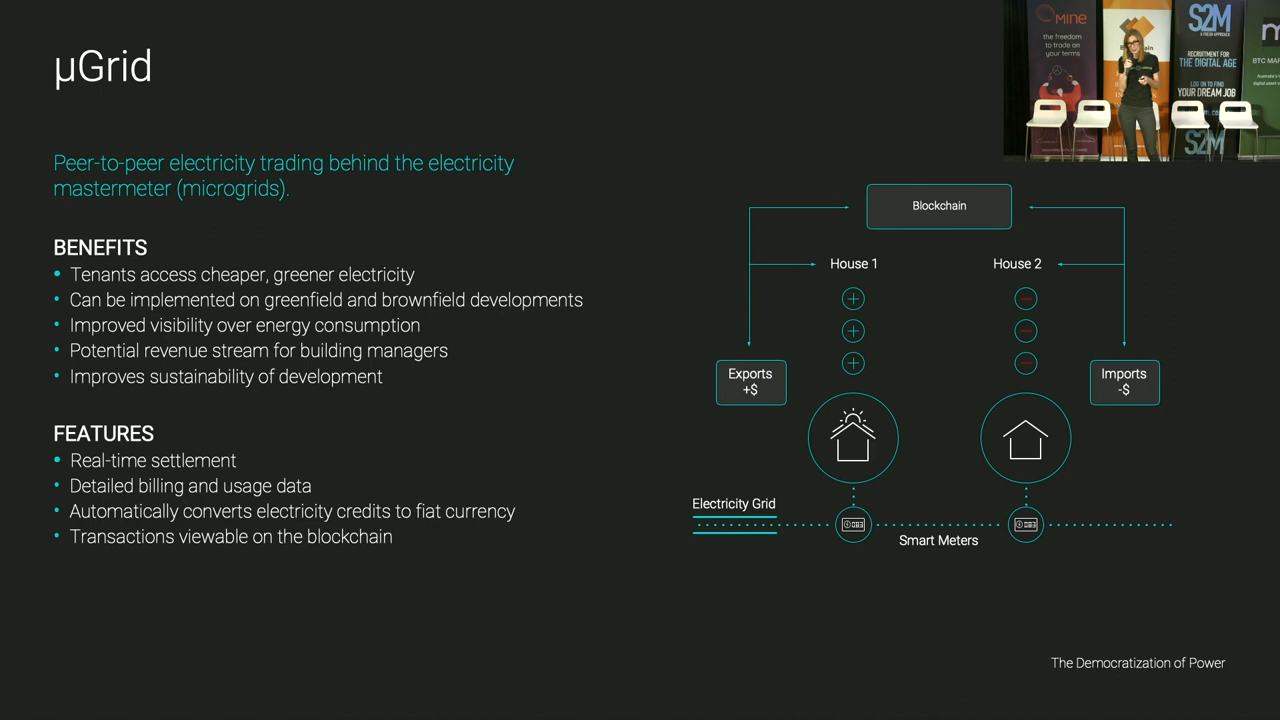 µGrid
Peer-to-peer electricity trading behind the electricity
mastermeter (microgrids).
BENEFITS
• Tenants access cheaper, greener electricity
• Can be implemented on greenfield and brownfield developments
• Improved visibility over energy consumption
• Potential revenue stream for building managers
• Improves sustainability of development
FEATURES
• Real-time settlement
• Detailed billing and usage data
• Automatically converts electricity credits to fiat currency
• Transactions viewable on the blockchain
Blockchain
House 1
House 2
Exports
+$
Imports
-$
Electricity Grid
Smart Meters
The Democratization of Power
mine
the freedom
to trade on
your terms
S2M
A FRESH APPROACH
RECRUITMENT FOR
THE DIGITAL AGE
LOG ON TO FIND
YOUR DREAM JOB
S2M
BTC MAR